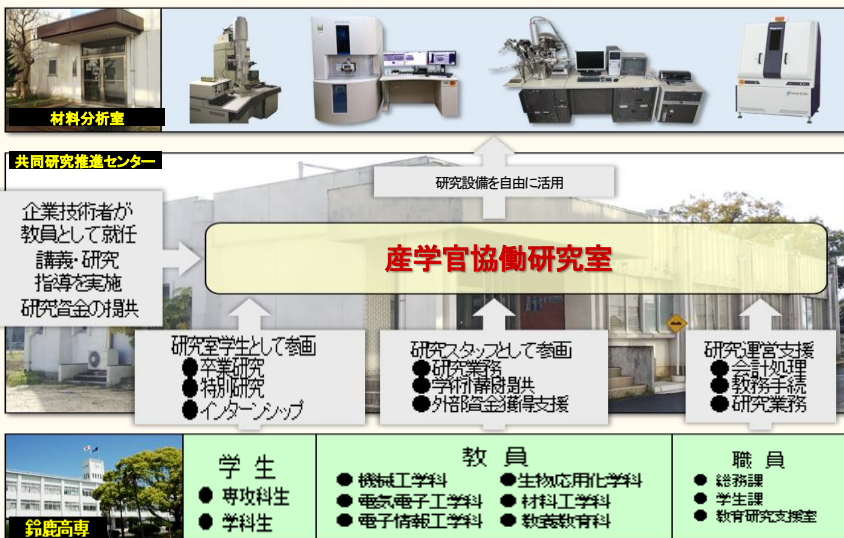 材料分析室
共同研究推進センター
研究設備を自由に活用
企業技術者が
教員として就任
講義・研究
指導を実施
研究資金の提供
産学官協働研究室
研究室学生として参画
●卒業研究
●特別研究
●インターンシップ
研究スタッフとして参画
●研究業務
●学術情報提供
●外部資金獲得支援
研究運営支援
●会計処理
●教務手続
●研究業務
鈴鹿高専
学 生
● 専攻科生
● 学科生
教 員
● 機械工学科
● 電気電子工学科
● 電子情報工学科
●生物応用化学科
● 材料工学科
● 教養教育科
職 員
● 総務課
● 学生課
● 教育研究支援室